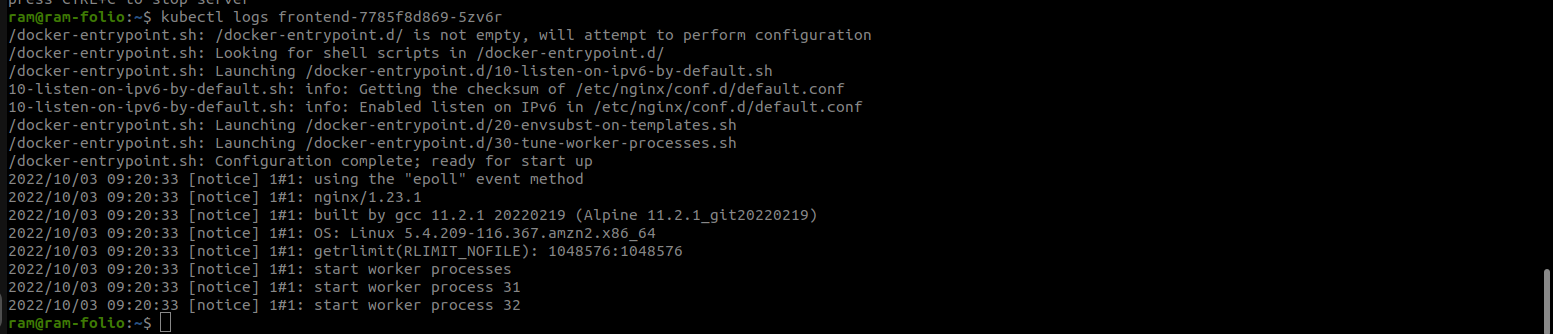 press CTRL+C to stop server
ram@ram-folio:~$ kubectl logs frontend-7785f8d869-5zv6r
/docker-entrypoint.sh: /docker-entrypoint.d/ is not empty, will attempt to perform configuration
/docker-entrypoint.sh: Looking for shell scripts in /docker-entrypoint.d/
/docker-entrypoint.sh: Launching /docker-entrypoint.d/10-listen-on-ipv6-by-default.sh
10-listen-on-ipv6-by-default.sh: info: Getting the checksum of /etc/nginx/conf.d/default.conf
10-listen-on-ipv6-by-default.sh: info: Enabled listen on IPv6 in /etc/nginx/conf.d/default.conf
/docker-entrypoint.sh: Launching /docker-entrypoint.d/20-envsubst-on-templates.sh
/docker-entrypoint.sh: Launching /docker-entrypoint.d/30-tune-worker-processes.sh
/docker-entrypoint.sh: Configuration complete; ready for start up
2022/10/03 09:20:33 [notice] 1#1: using the "epoll" event method
2022/10/03 09:20:33 [notice] 1#1: nginx/1.23.1
2022/10/03 09:20:33 [notice] 1#1: built by gcc 11.2.1 20220219 (Alpine 11.2.1_git20220219)
2022/10/03 09:20:33 [notice] 1#1: OS: Linux 5.4.209-116.367.amzn2.x86_64
2022/10/03 09:20:33 [notice] 1#1: getrlimit(RLIMIT_NOFILE): 1048576:1048576
2022/10/03 09:20:33 [notice] 1#1: start worker processes
2022/10/03 09:20:33 [notice] 1#1: start worker process 31
2022/10/03 09:20:33 [notice] 1#1: start worker process 32
ram@ram-folio:~$